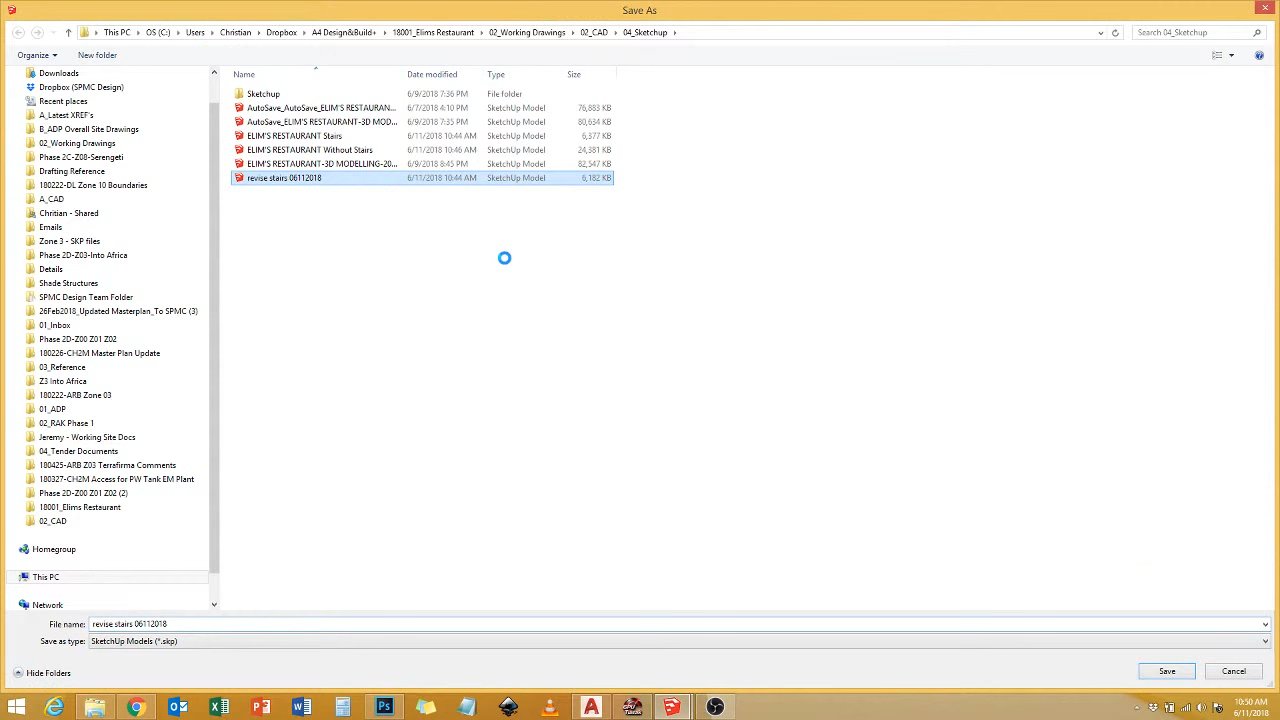 Save As
This PC ▸ OS (C:) ▸ Users ▸ Christian ▸ Dropbox ▸ A4 Design&Build+ ▸ 18001_Elims Restaurant ▸ 02_Working Drawings ▸ 02_CAD ▸ 04_Sketchup ▸
Search 04_Sketchup
Organize
New folder
Downloads
Dropbox (SPMC Design)
Recent places
A_Latest XREF's
B_ADP Overall Site Drawings
02_Working Drawings
Phase 2C-Z08-Serengeti
Drafting Reference
180222-DL Zone 10 Boundaries
A_CAD
Chritian - Shared
Emails
Zone 3 - SKP files
Phase 2D-Z03-Into Africa
Details
Shade Structures
SPMC Design Team Folder
26Feb2018_Updated Masterplan_To SPMC (3)
01_Inbox
Phase 2D-Z00 Z01 Z02
180226-CH2M Master Plan Update
03_Reference
Z3 Into Africa
180222-ARB Zone 03
01_ADP
02_RAK Phase 1
Jeremy - Working Site Docs
04_Tender Documents
180425-ARB Z03 Terrafirma Comments
180327-CH2M Access for PW Tank EM Plant
Phase 2D-Z00 Z01 Z02 (2)
18001_Elims Restaurant
02_CAD
Homegroup
This PC
Network
Name Date modified Type Size
Sketchup 6/9/2018 7:36 PM File folder
AutoSave_AutoSave_ELIM'S RESTAURAN... 6/7/2018 4:10 PM SketchUp Model 76,883 KB
AutoSave_ELIM'S RESTAURANT-3D MOD... 6/9/2018 7:35 PM SketchUp Model 80,634 KB
ELIM'S RESTAURANT Stairs 6/11/2018 10:44 AM SketchUp Model 6,377 KB
ELIM'S RESTAURANT Without Stairs 6/11/2018 10:46 AM SketchUp Model 24,381 KB
ELIM'S RESTAURANT-3D MODELLING-20... 6/9/2018 8:45 PM SketchUp Model 82,547 KB
revise stairs 06112018 6/11/2018 10:44 AM SketchUp Model 6,182 KB
File name: revise stairs 06112018
Save as type: SketchUp Models (*.skp)
Hide Folders
Save
Cancel
10:50 AM
6/11/2018